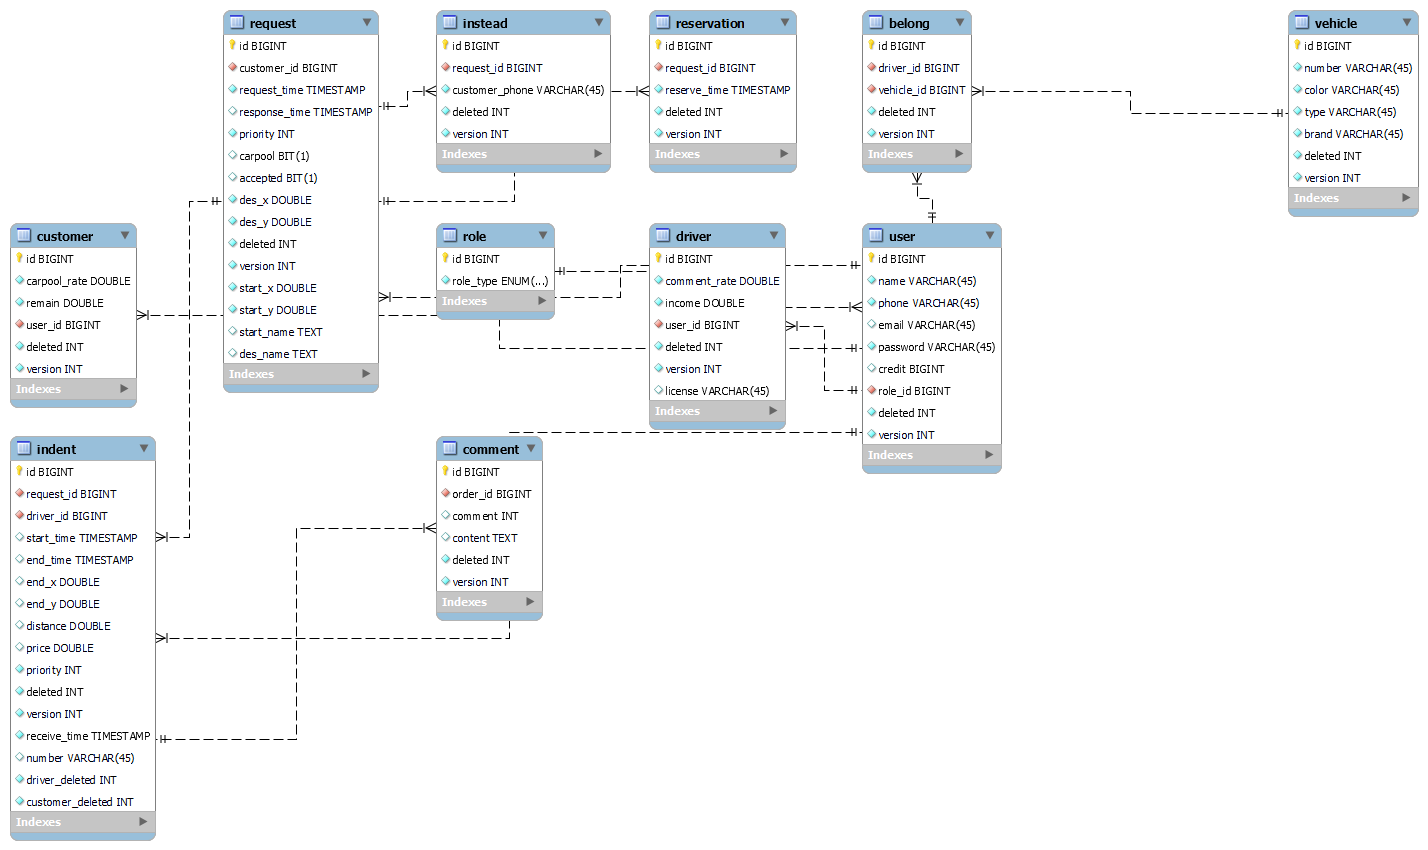 request
id BIGINT
customer_id BIGINT
request_time TIMESTAMP
response_time TIMESTAMP
priority INT
carpool BIT(1)
accepted BIT(1)
des_x DOUBLE
des_y DOUBLE
deleted INT
version INT
start_x DOUBLE
start_y DOUBLE
start_name TEXT
des_name TEXT
Indexes
instead
id BIGINT
request_id BIGINT
customer_phone VARCHAR(45)
deleted INT
version INT
Indexes
reservation
id BIGINT
request_id BIGINT
reserve_time TIMESTAMP
deleted INT
version INT
Indexes
belong
id BIGINT
driver_id BIGINT
vehicle_id BIGINT
deleted INT
version INT
Indexes
vehicle
id BIGINT
number VARCHAR(45)
color VARCHAR(45)
type VARCHAR(45)
brand VARCHAR(45)
deleted INT
version INT
Indexes
customer
id BIGINT
carpool_rate DOUBLE
remain DOUBLE
user_id BIGINT
deleted INT
version INT
Indexes
role
id BIGINT
role_type ENUM(...)
Indexes
driver
id BIGINT
comment_rate DOUBLE
income DOUBLE
user_id BIGINT
deleted INT
version INT
license VARCHAR(45)
Indexes
user
id BIGINT
name VARCHAR(45)
phone VARCHAR(45)
email VARCHAR(45)
password VARCHAR(45)
credit BIGINT
role_id BIGINT
deleted INT
version INT
Indexes
indent
id BIGINT
request_id BIGINT
driver_id BIGINT
start_time TIMESTAMP
end_time TIMESTAMP
end_x DOUBLE
end_y DOUBLE
distance DOUBLE
price DOUBLE
priority INT
deleted INT
version INT
receive_time TIMESTAMP
number VARCHAR(45)
driver_deleted INT
customer_deleted INT
Indexes
comment
id BIGINT
order_id BIGINT
comment INT
content TEXT
deleted INT
version INT
Indexes